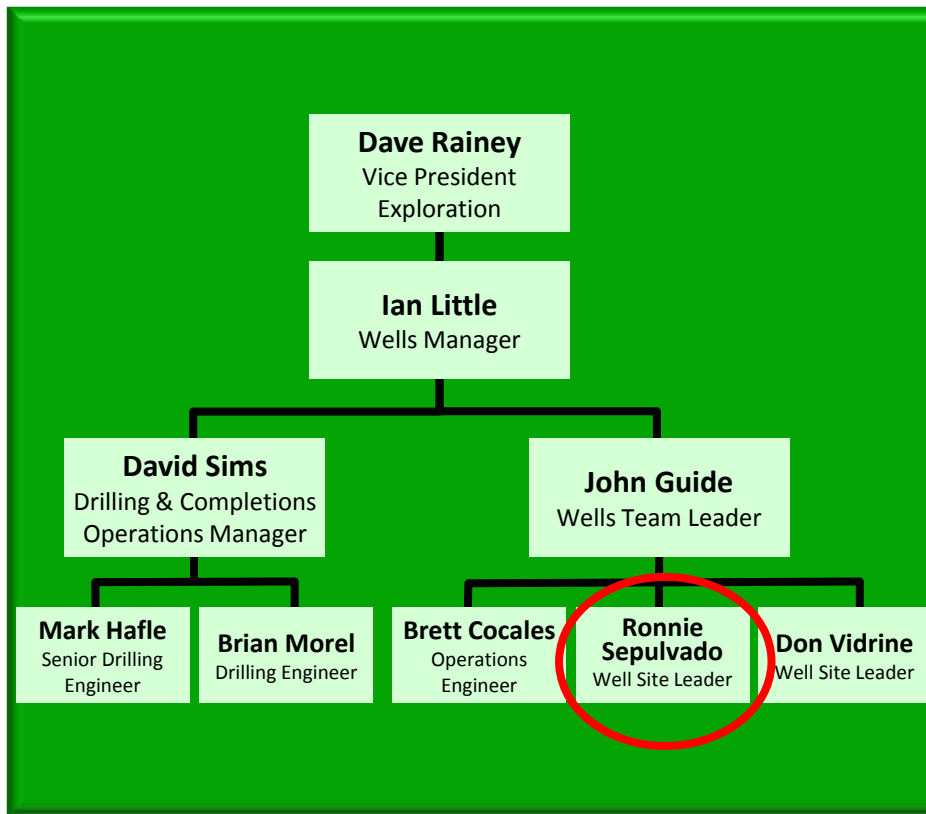 Dave Rainey
Vice President
Exploration
Ian Little
Wells Manager
David Sims
Drilling & Completions
Operations Manager
John Guide
Wells Team Leader
Mark Hafle
Senior Drilling
Engineer
Brian Morel
Drilling Engineer
Brett Cocales
Operations
Engineer
Ronnie
Sepulvado
Well Site Leader
Don Vidrine
Well Site Leader